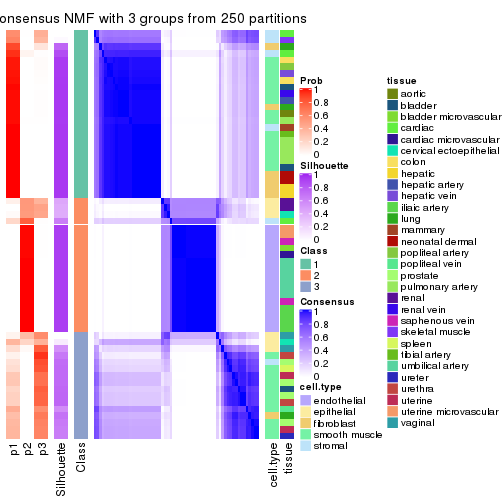 onsensus NMF with 3 groups from 250 partitions
p1
p2
p3
Silhouette
Class
cell.type
tissue
Prob
1
0.8
0.6
0.4
0.2
0
Silhouette
1
0.8
0.6
0.4
0.2
0
Class
1
2
3
Consensus
1
0.8
0.6
0.4
0.2
0
cell.type
endothelial
epithelial
fibroblast
smooth muscle
stromal
tissue
aortic
bladder
bladder microvascular
cardiac
cardiac microvascular
cervical ectoepithelial
colon
hepatic
hepatic artery
hepatic vein
iliaic artery
lung
mammary
neonatal dermal
popliteal artery
popliteal vein
prostate
pulmonary artery
renal
renal vein
saphenous vein
skeletal muscle
spleen
tibial artery
umbilical artery
ureter
urethra
uterine
uterine microvascular
vaginal